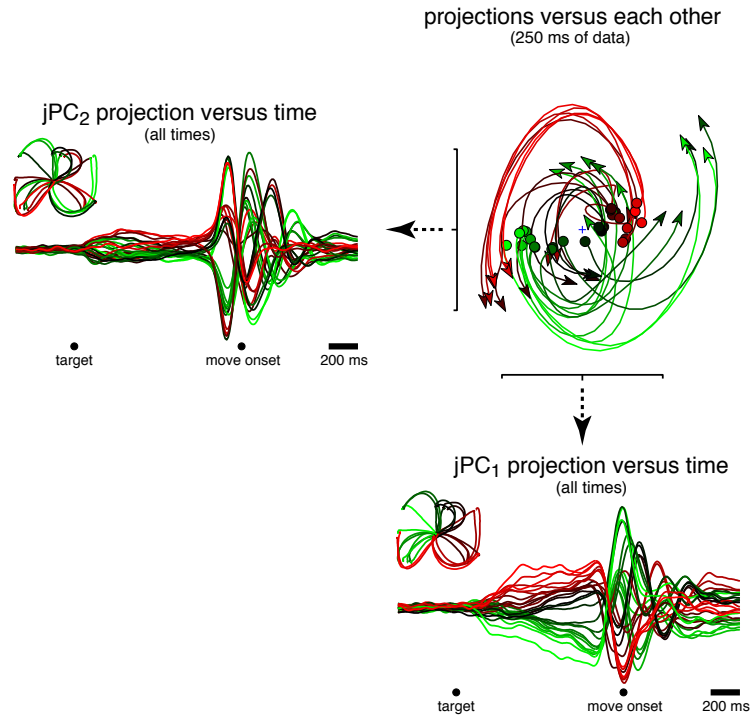 projections versus each other
(250 ms of data)
jPC2 projection versus time
(all times)
target
move onset
200 ms
jPC1 projection versus time
(all times)
target
move onset
200 ms